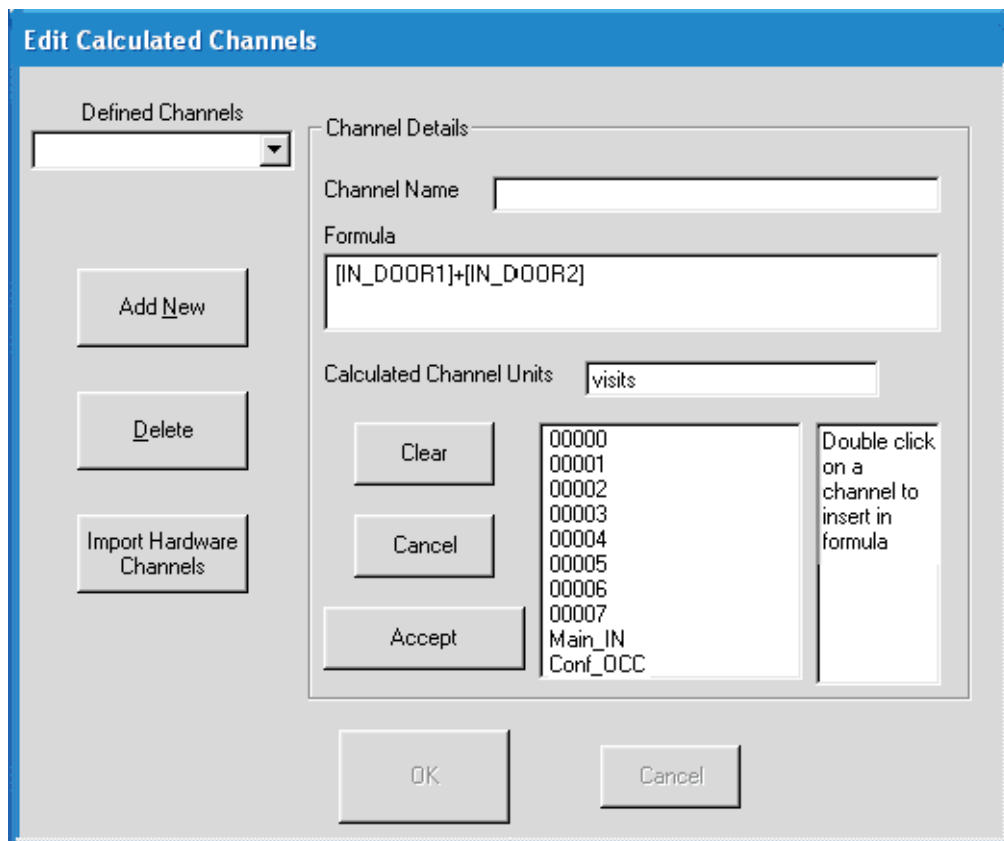 Edit Calculated Channels
Defined Channels
Channel Details
Channel Name
Formula
[IN_DOOR1]+[IN_DOOR2]
Add New
Calculated Channel Units
visits
Delete
Clear
00000
00001
00002
00003
00004
00005
00006
00007
Main_IN
Conf_OCC
Double click
on a
channel to
insert in
formula
Import Hardware
Channels
Cancel
Accept
OK
Cancel